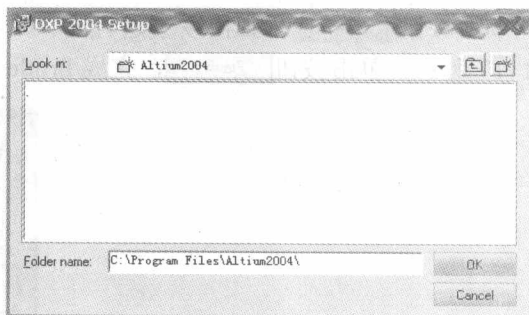 DXP 2004 Setup
Look in: Altium2004
Folder name: C:\Program Files\Altium2004\
OK
Cancel